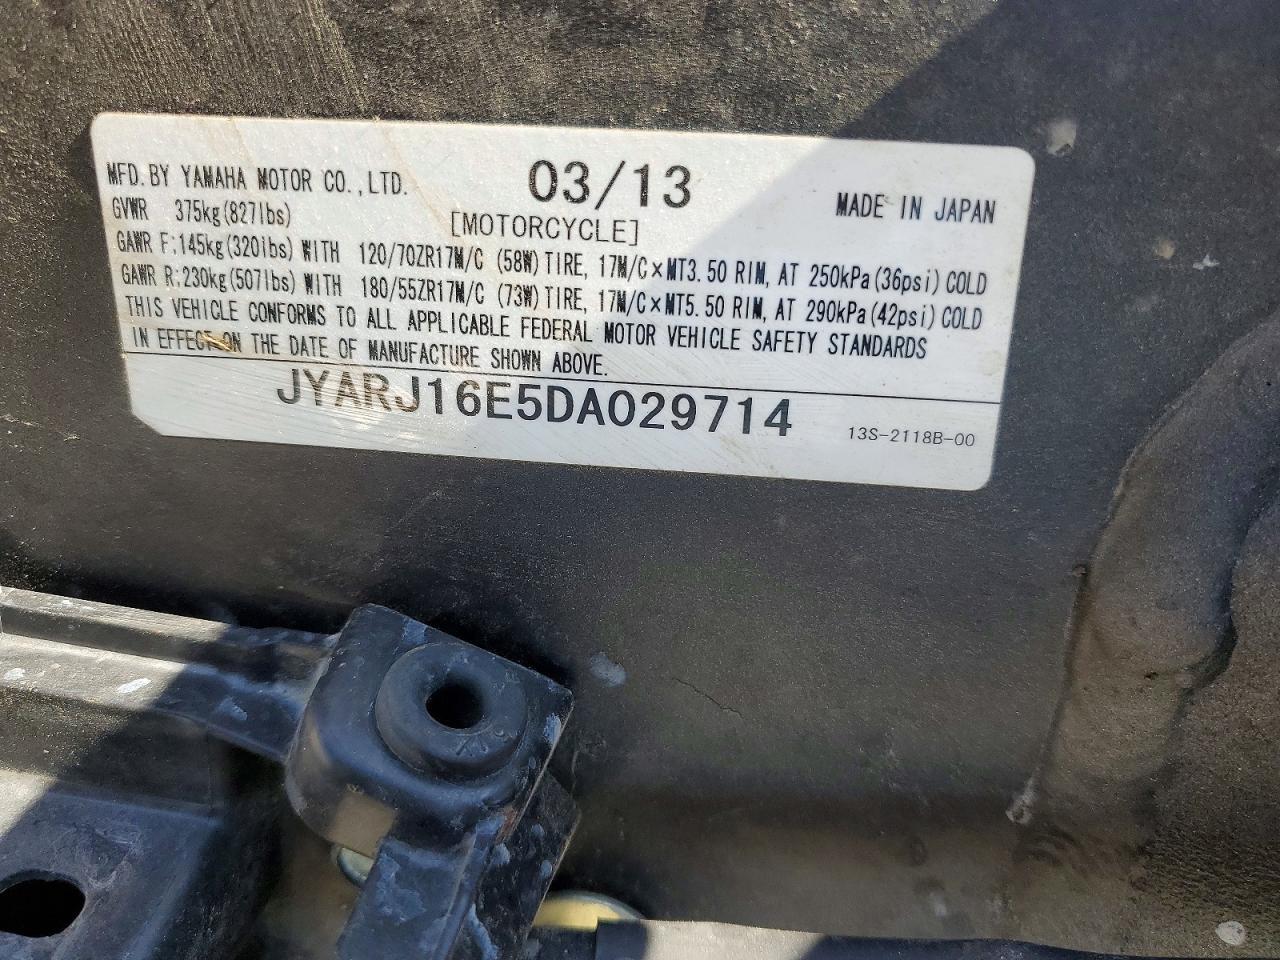 MFD. BY YAMAHA MOTOR CO., LTD. 03/13 MADE IN JAPAN
GVWR 375kg(827lbs) [MOTORCYCLE]
GAWR F:145kg(320lbs) WITH 120/70ZR17M/C (58W) TIRE, 17M/C×MT3.50 RIM, AT 250kPa(36psi) COLD
GAWR R:230kg(507lbs) WITH 180/55ZR17M/C (73W) TIRE, 17M/C×MT5.50 RIM, AT 290kPa(42psi) COLD
THIS VEHICLE CONFORMS TO ALL APPLICABLE FEDERAL MOTOR VEHICLE SAFETY STANDARDS
IN EFFECT ON THE DATE OF MANUFACTURE SHOWN ABOVE.
JYARJ16E5DA029714 13S-2118B-00